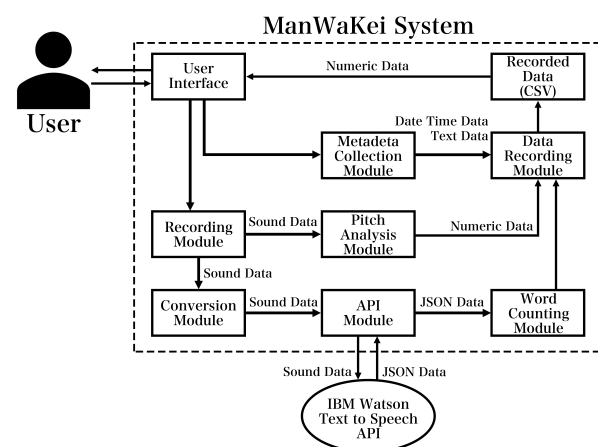 ManWaKei System
User
User
Interface
Numeric Data
Recorded
Data
(CSV)
Date Time Data
Text Data
Metadeta
Collection
Module
Data
Recording
Module
Recording
Module
Sound Data
Pitch
Analysis
Module
Numeric Data
Sound Data
Conversion
Module
Sound Data
API
Module
JSON Data
Word
Counting
Module
Sound Data
JSON Data
IBM Watson
Text to Speech
API